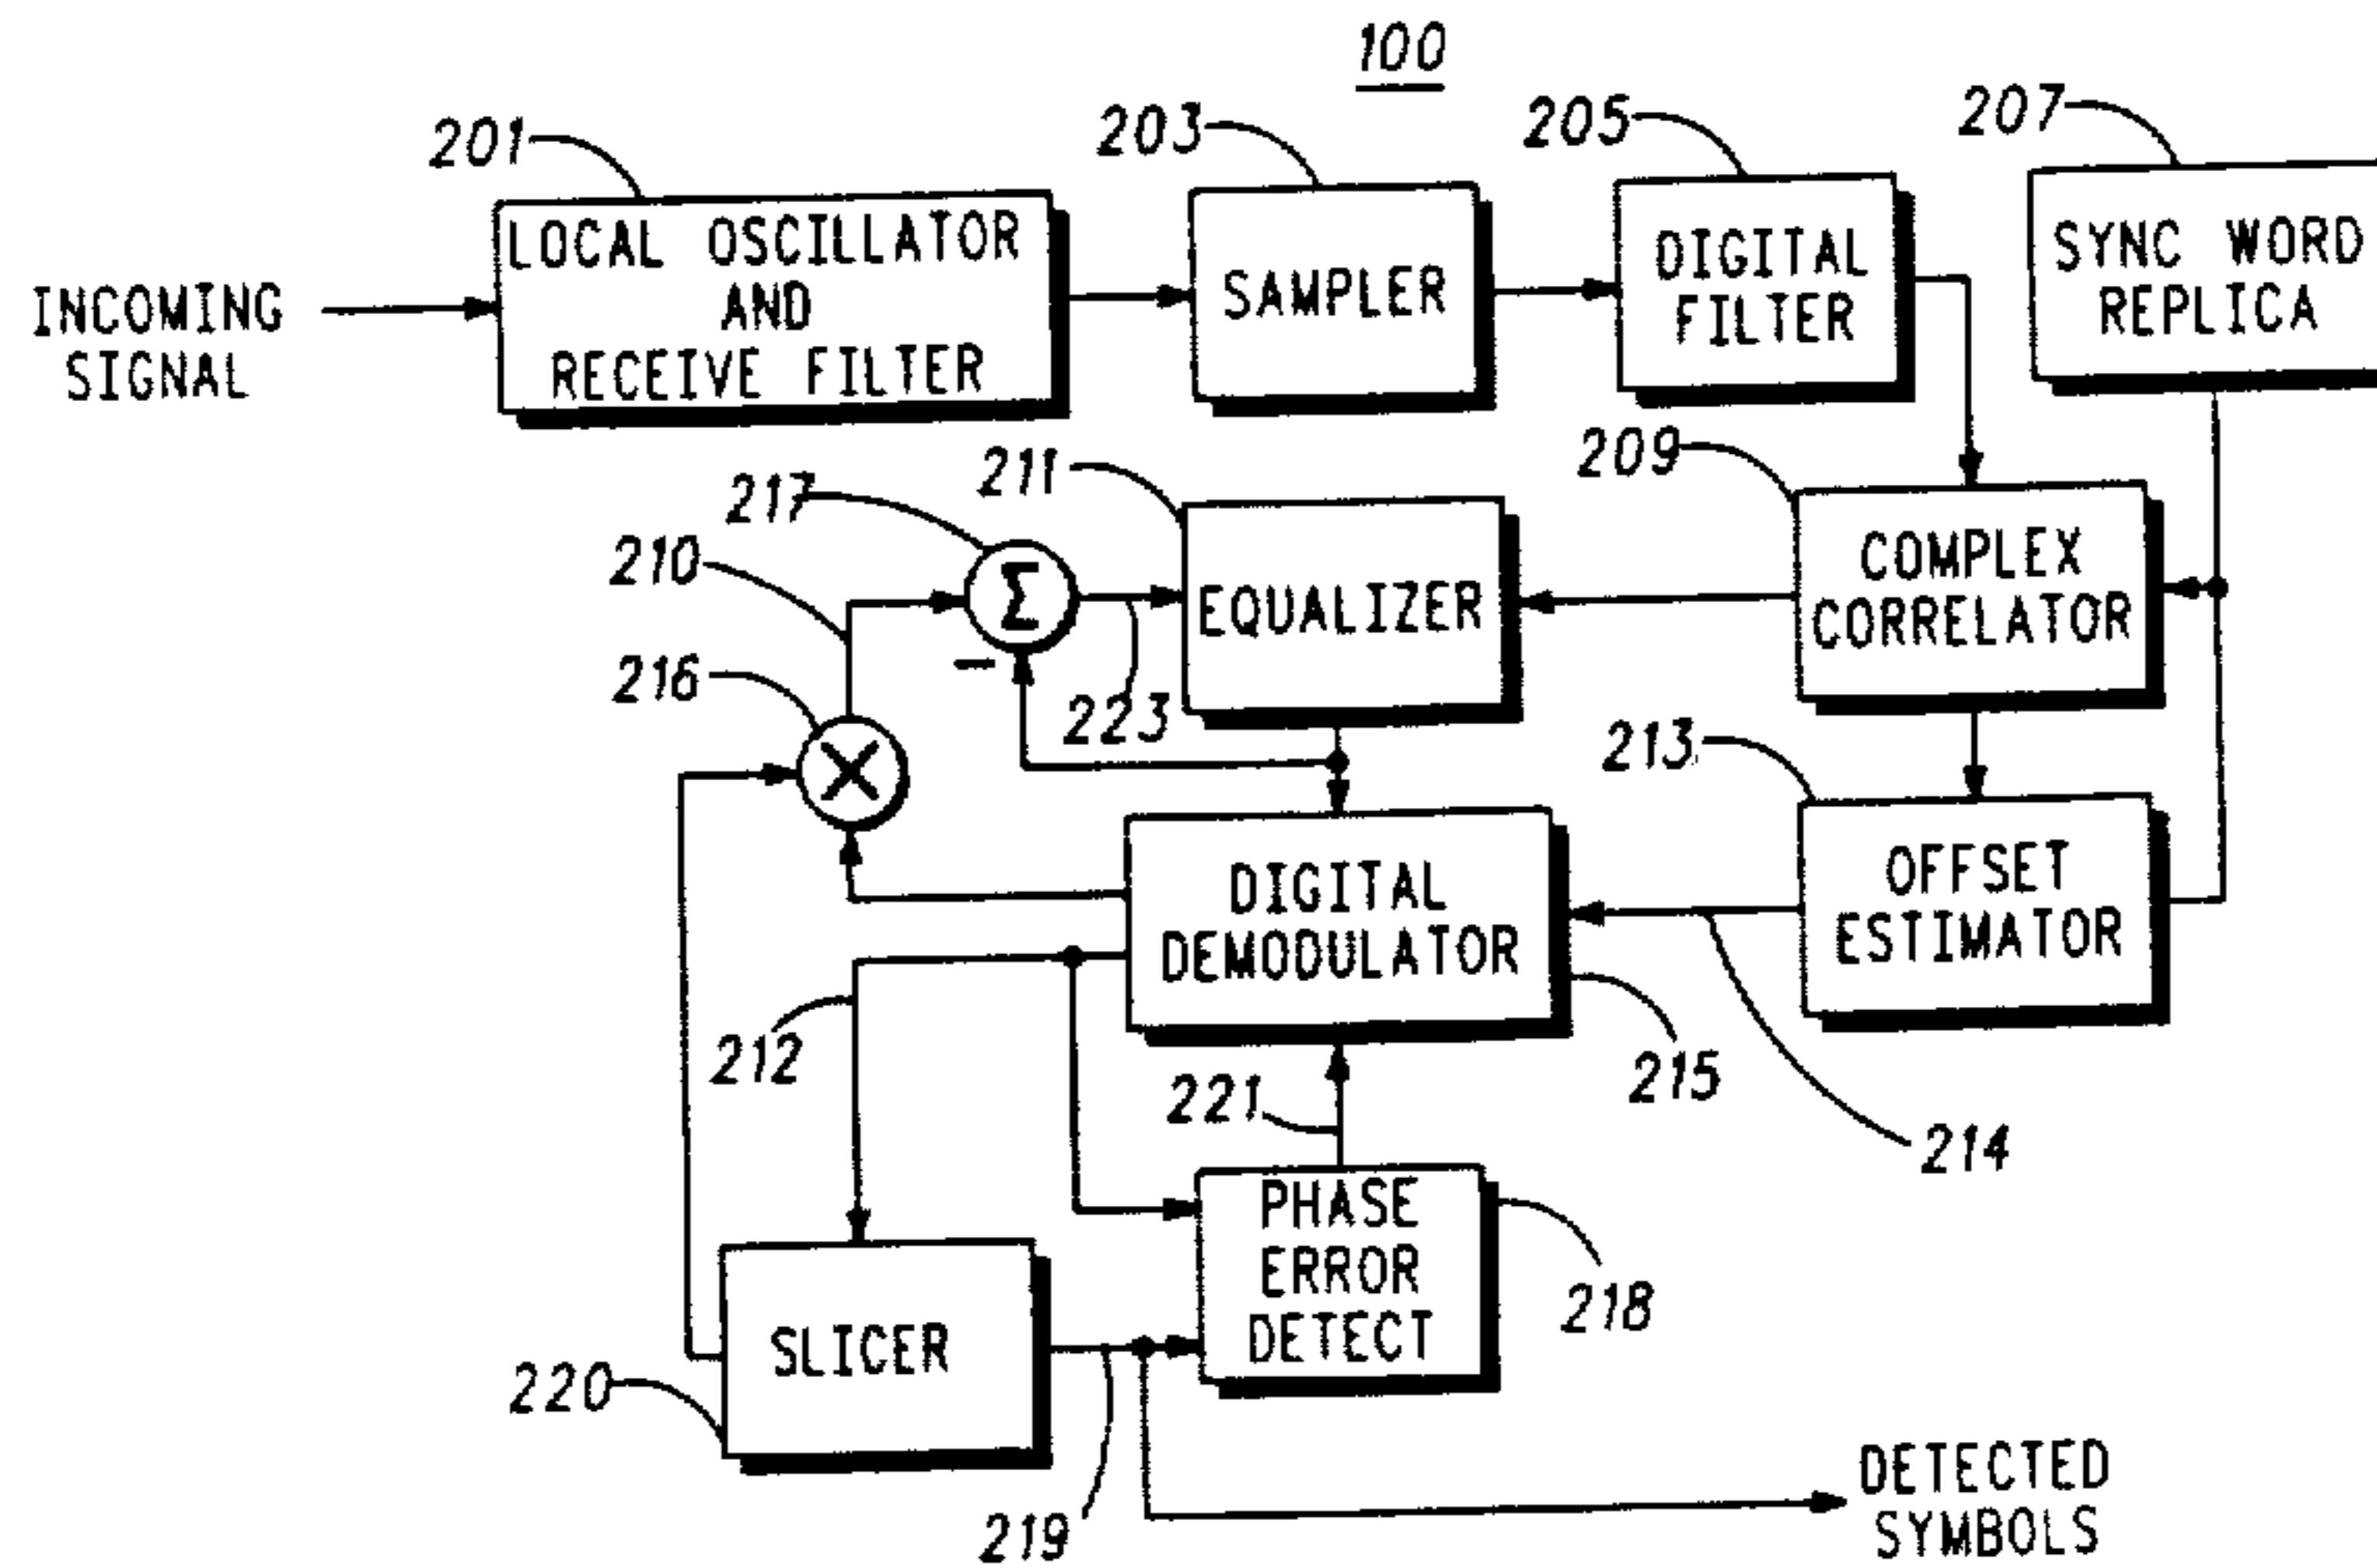 100
201
203
205
207
INCOMING
SIGNAL
LOCAL OSCILLATOR
AND
RECEIVE FILTER
SAMPLER
DIGITAL
FILTER
SYNC WORD
REPLICA
217
211
209
210
Σ
EQUALIZER
COMPLEX
CORRELATOR
-
216
223
213
X
DIGITAL
DEMODULATOR
OFFSET
ESTIMATOR
212
221
215
214
PHASE
ERROR
DETECT
218
SLICER
220
219
DETECTED
SYMBOLS